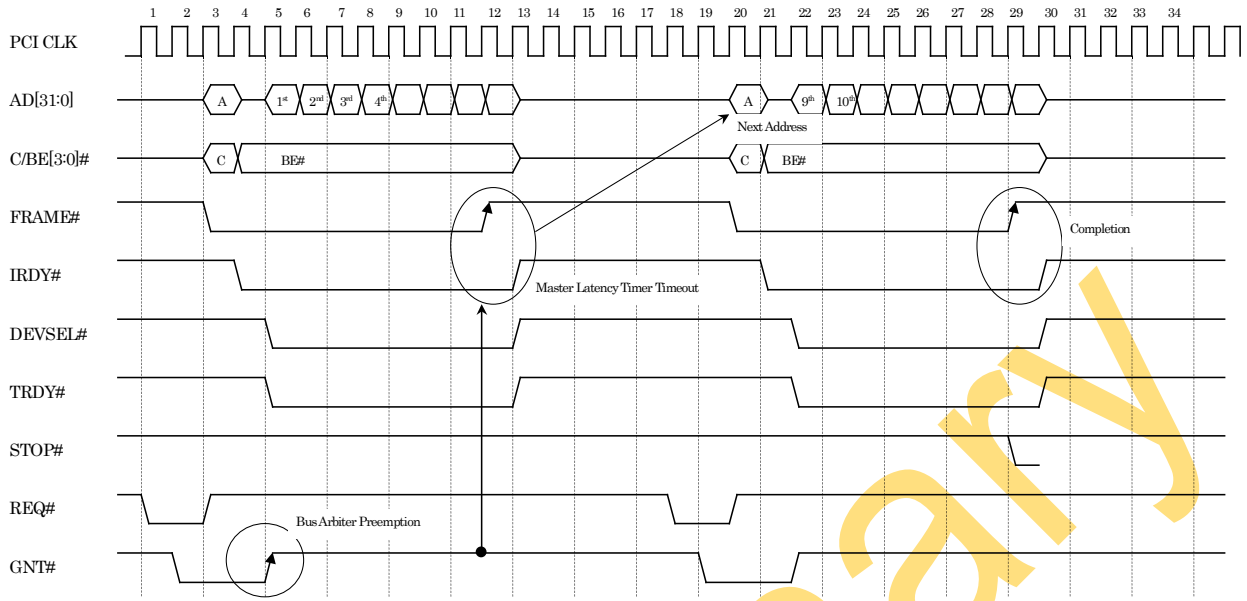 1 2 3 4 5 6 7 8 9 10 11 12 13 14 15 16 17 18 19 20 21 22 23 24 25 26 27 28 29 30 31 32 33 34
PCI CLK
AD[31:0] A 1st 2nd 3rd 4th A 9th 10th
Next Address
C/BE[3:0]# C BE# C BE#
FRAME#
Completion
IRDY#
Master Latency Timer Timeout
DEVSEL#
TRDY#
STOP#
REQ#
Bus Arbiter Preemption
GNT#
ary